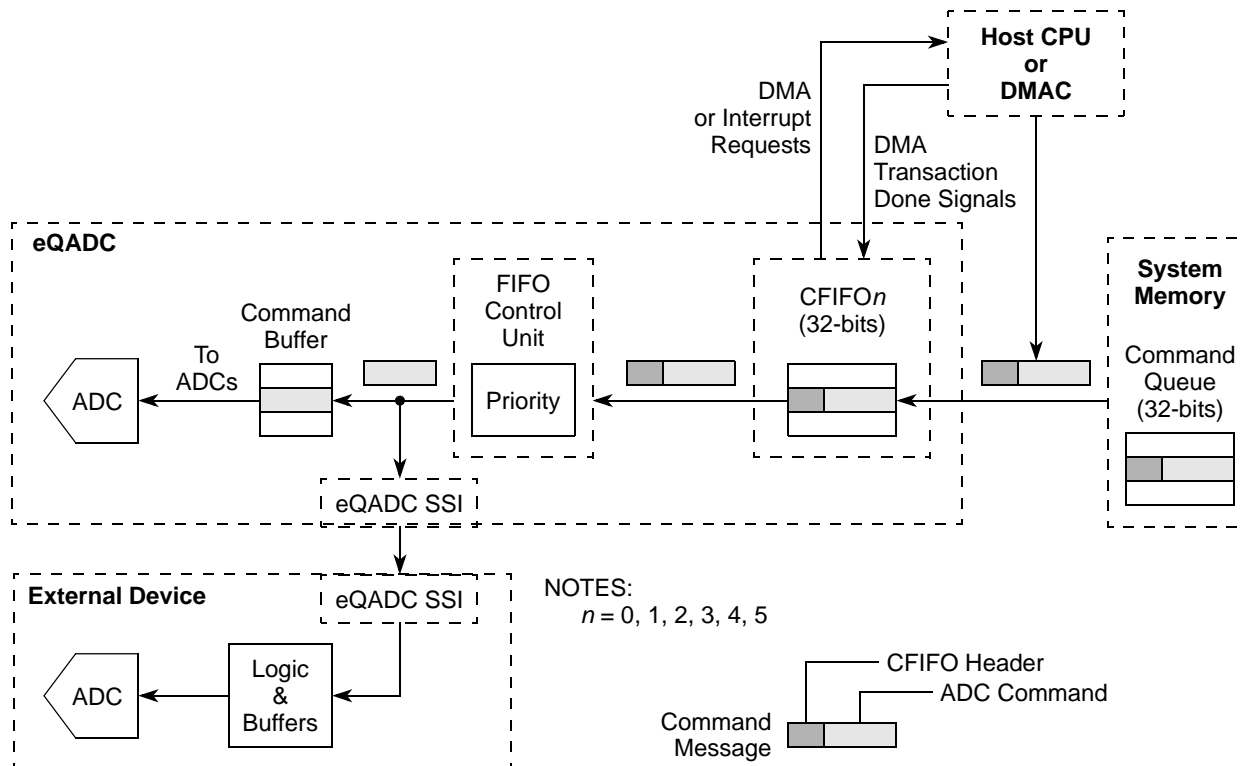 Host CPU
or
DMAC
DMA
or Interrupt
Requests
DMA
Transaction
Done Signals
eQADC
System
Memory
FIFO
Control
Unit
CFIFOn
(32-bits)
Command
Buffer
To
ADCs
Command
Queue
(32-bits)
ADC
Priority
eQADC SSI
External Device
eQADC SSI
NOTES:
n = 0, 1, 2, 3, 4, 5
ADC
Logic
&
Buffers
CFIFO Header
ADC Command
Command
Message